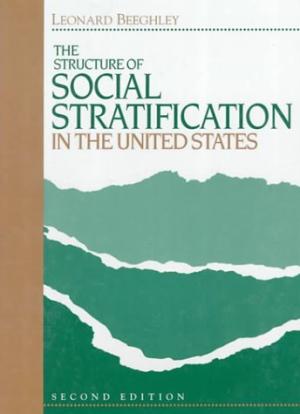 LEONARD BEEGHLEY
THE
STRUCTURE OF
SOCIAL
STRATIFICATION
IN THE UNITED STATES
SECOND EDITION